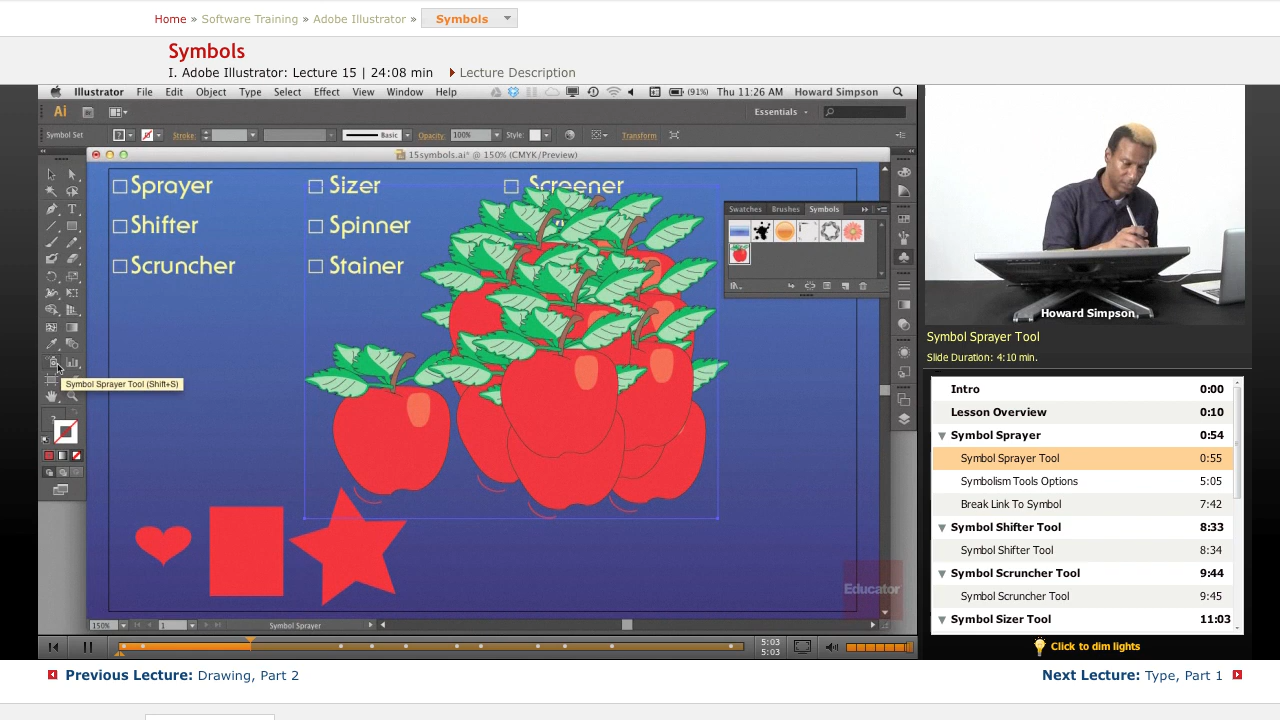 Home » Software Training » Adobe Illustrator » Symbols
Symbols
I. Adobe Illustrator: Lecture 15 | 24:08 min Lecture Description
Illustrator File Edit Object Type Select Effect View Window Help (91%) Thu 11:26 AM Howard Simpson
Ai Essentials
Symbol Set Stroke: Basic Opacity: 100% Style: Transform
15symbols.ai* @ 150% (CMYK/Preview)
Sprayer Sizer Screener
Shifter Spinner
Scruncher Stainer
Swatches Brushes Symbols
Symbol Sprayer Tool (Shift+S)
Educator
150% 1 Symbol Sprayer
5:03
5:03
Howard Simpson
Symbol Sprayer Tool
Slide Duration: 4:10 min.
Intro 0:00
Lesson Overview 0:10
Symbol Sprayer 0:54
Symbol Sprayer Tool 0:55
Symbolism Tools Options 5:05
Break Link To Symbol 7:42
Symbol Shifter Tool 8:33
Symbol Shifter Tool 8:34
Symbol Scruncher Tool 9:44
Symbol Scruncher Tool 9:45
Symbol Sizer Tool 11:03
Click to dim lights
Previous Lecture: Drawing, Part 2
Next Lecture: Type, Part 1